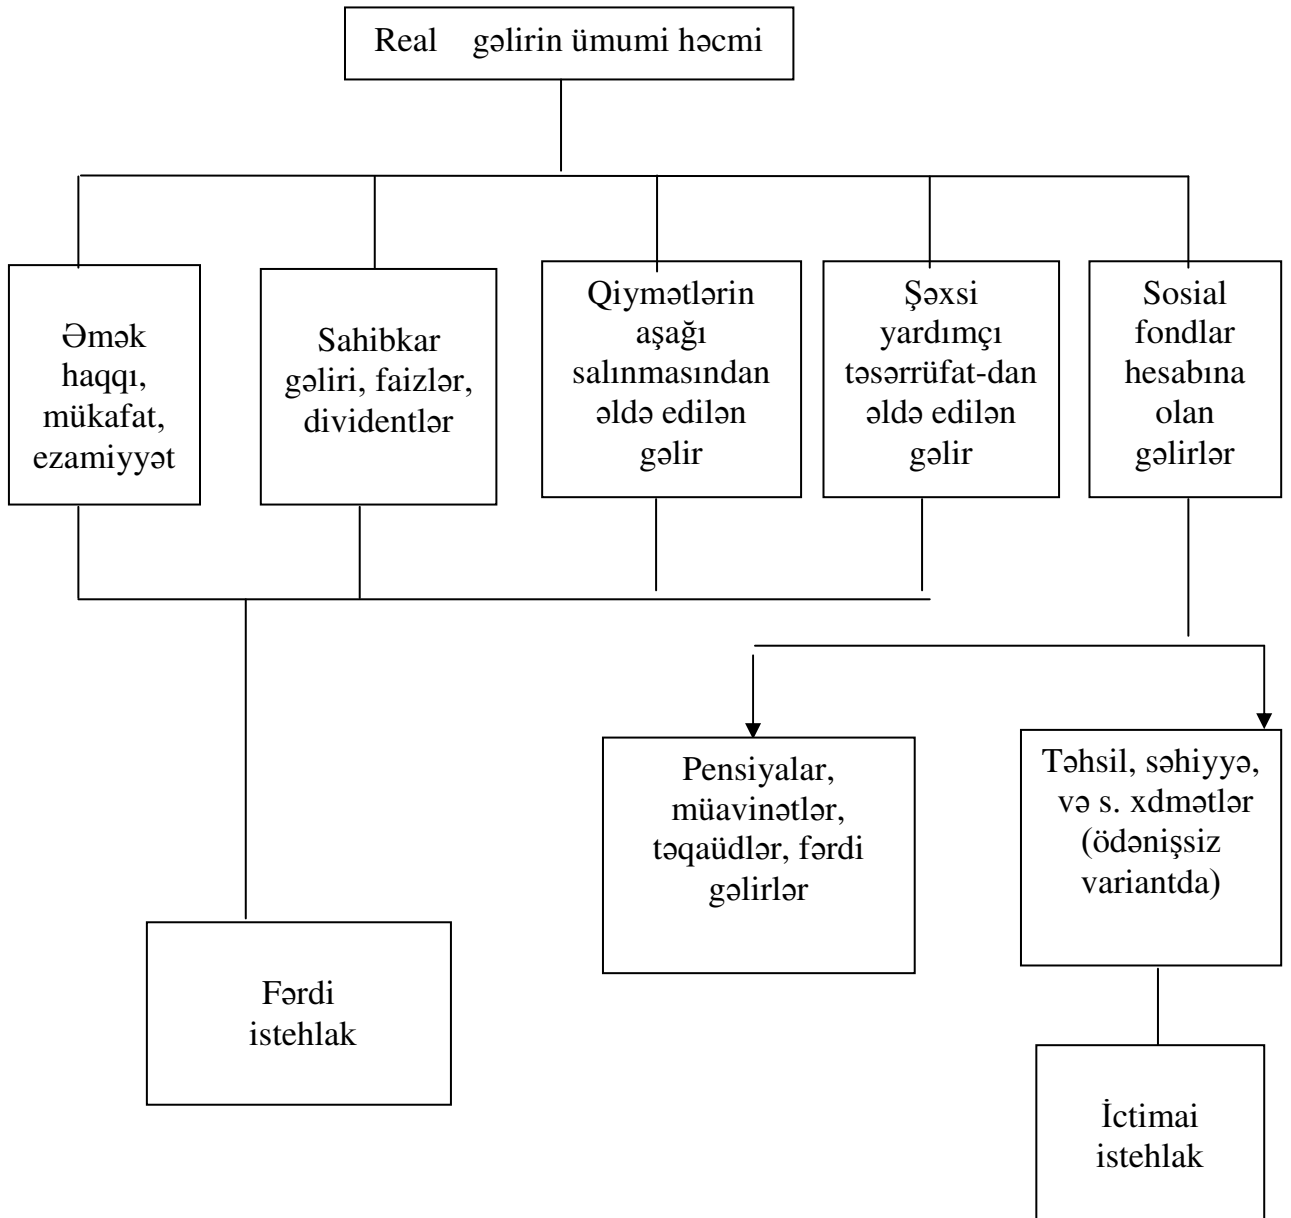 Real gəlirin ümumi həcmi
Əmək
haqqı,
mükafat,
ezamiyyət
Sahibkar
gəliri, faizlər,
dividentlər
Qiymətlərin
aşağı
salınmasından
əldə edilən
gəlir
Şəxsi
yardımçı
təsərrüfat-dan
əldə edilən
gəlir
Sosial
fondlar
hesabına
olan
gəlirlər
Pensiyalar,
müavinətlər,
təqaüdlər, fərdi
gəlirlər
Təhsil, səhiyyə,
və s. xdmətlər
(ödənişsiz
variantda)
Fərdi
istehlak
İctimai
istehlak